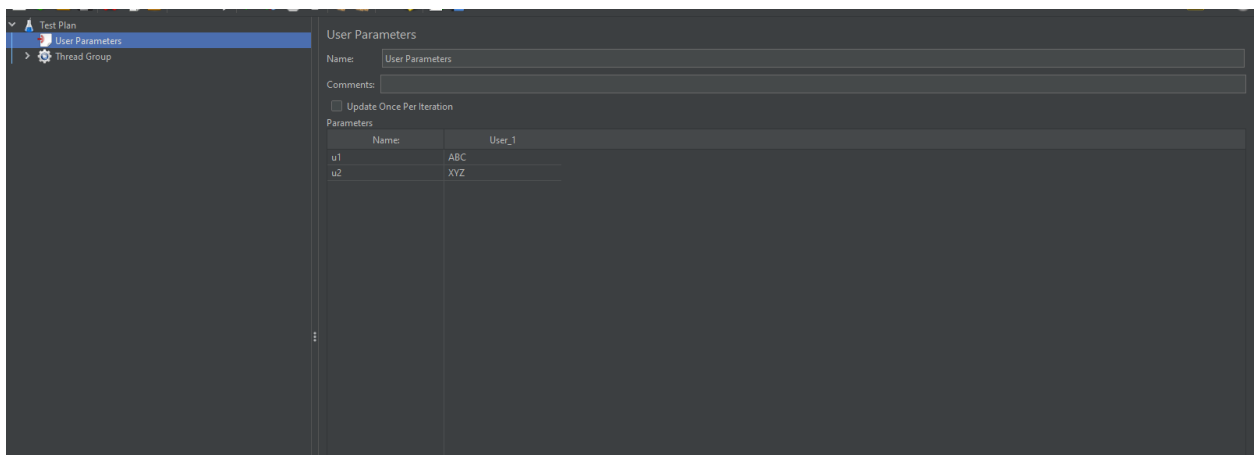 Test Plan
User Parameters
Thread Group
User Parameters
Name: User Parameters
Comments:
Update Once Per Iteration
Parameters
Name: User_1
u1 ABC
u2 XYZ